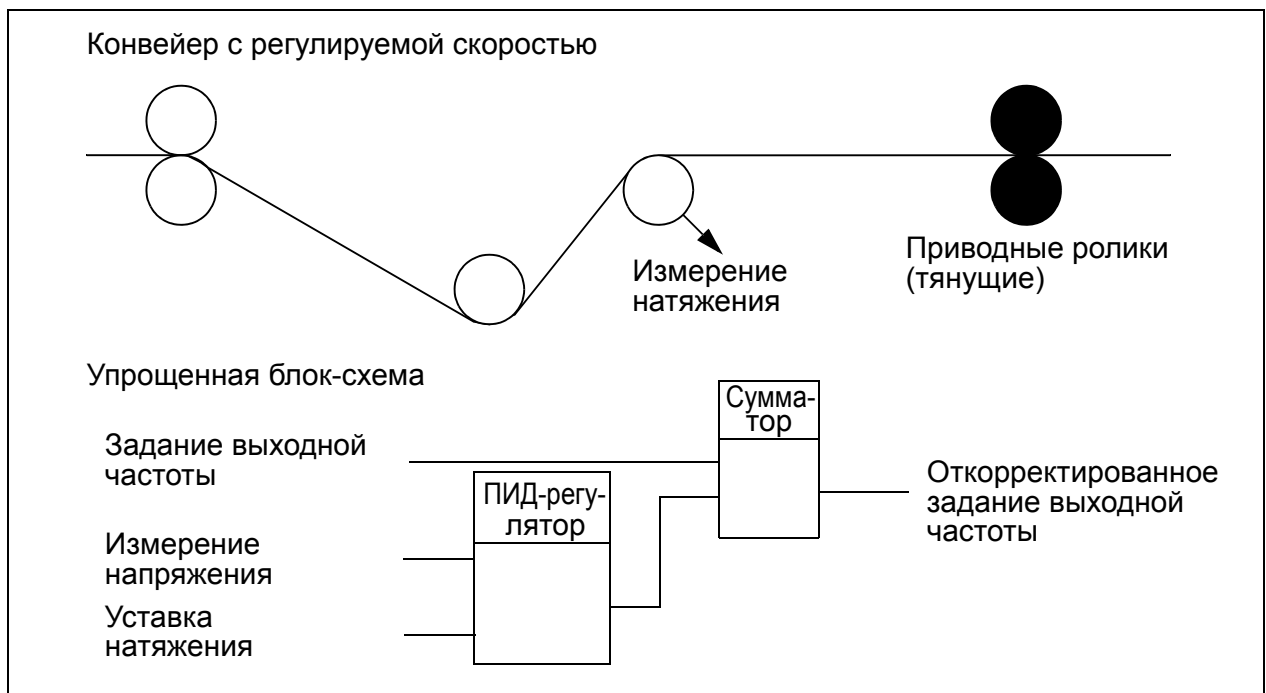 Конвейер с регулируемой скоростью
Измерение
натяжения
Приводные ролики
(тянущие)
Упрощенная блок-схема
Задание выходной
частоты
Измерение
напряжения
Уставка
натяжения
ПИД-регу-
лятор
Сумма-
тор
Откорректированное
задание выходной
частоты